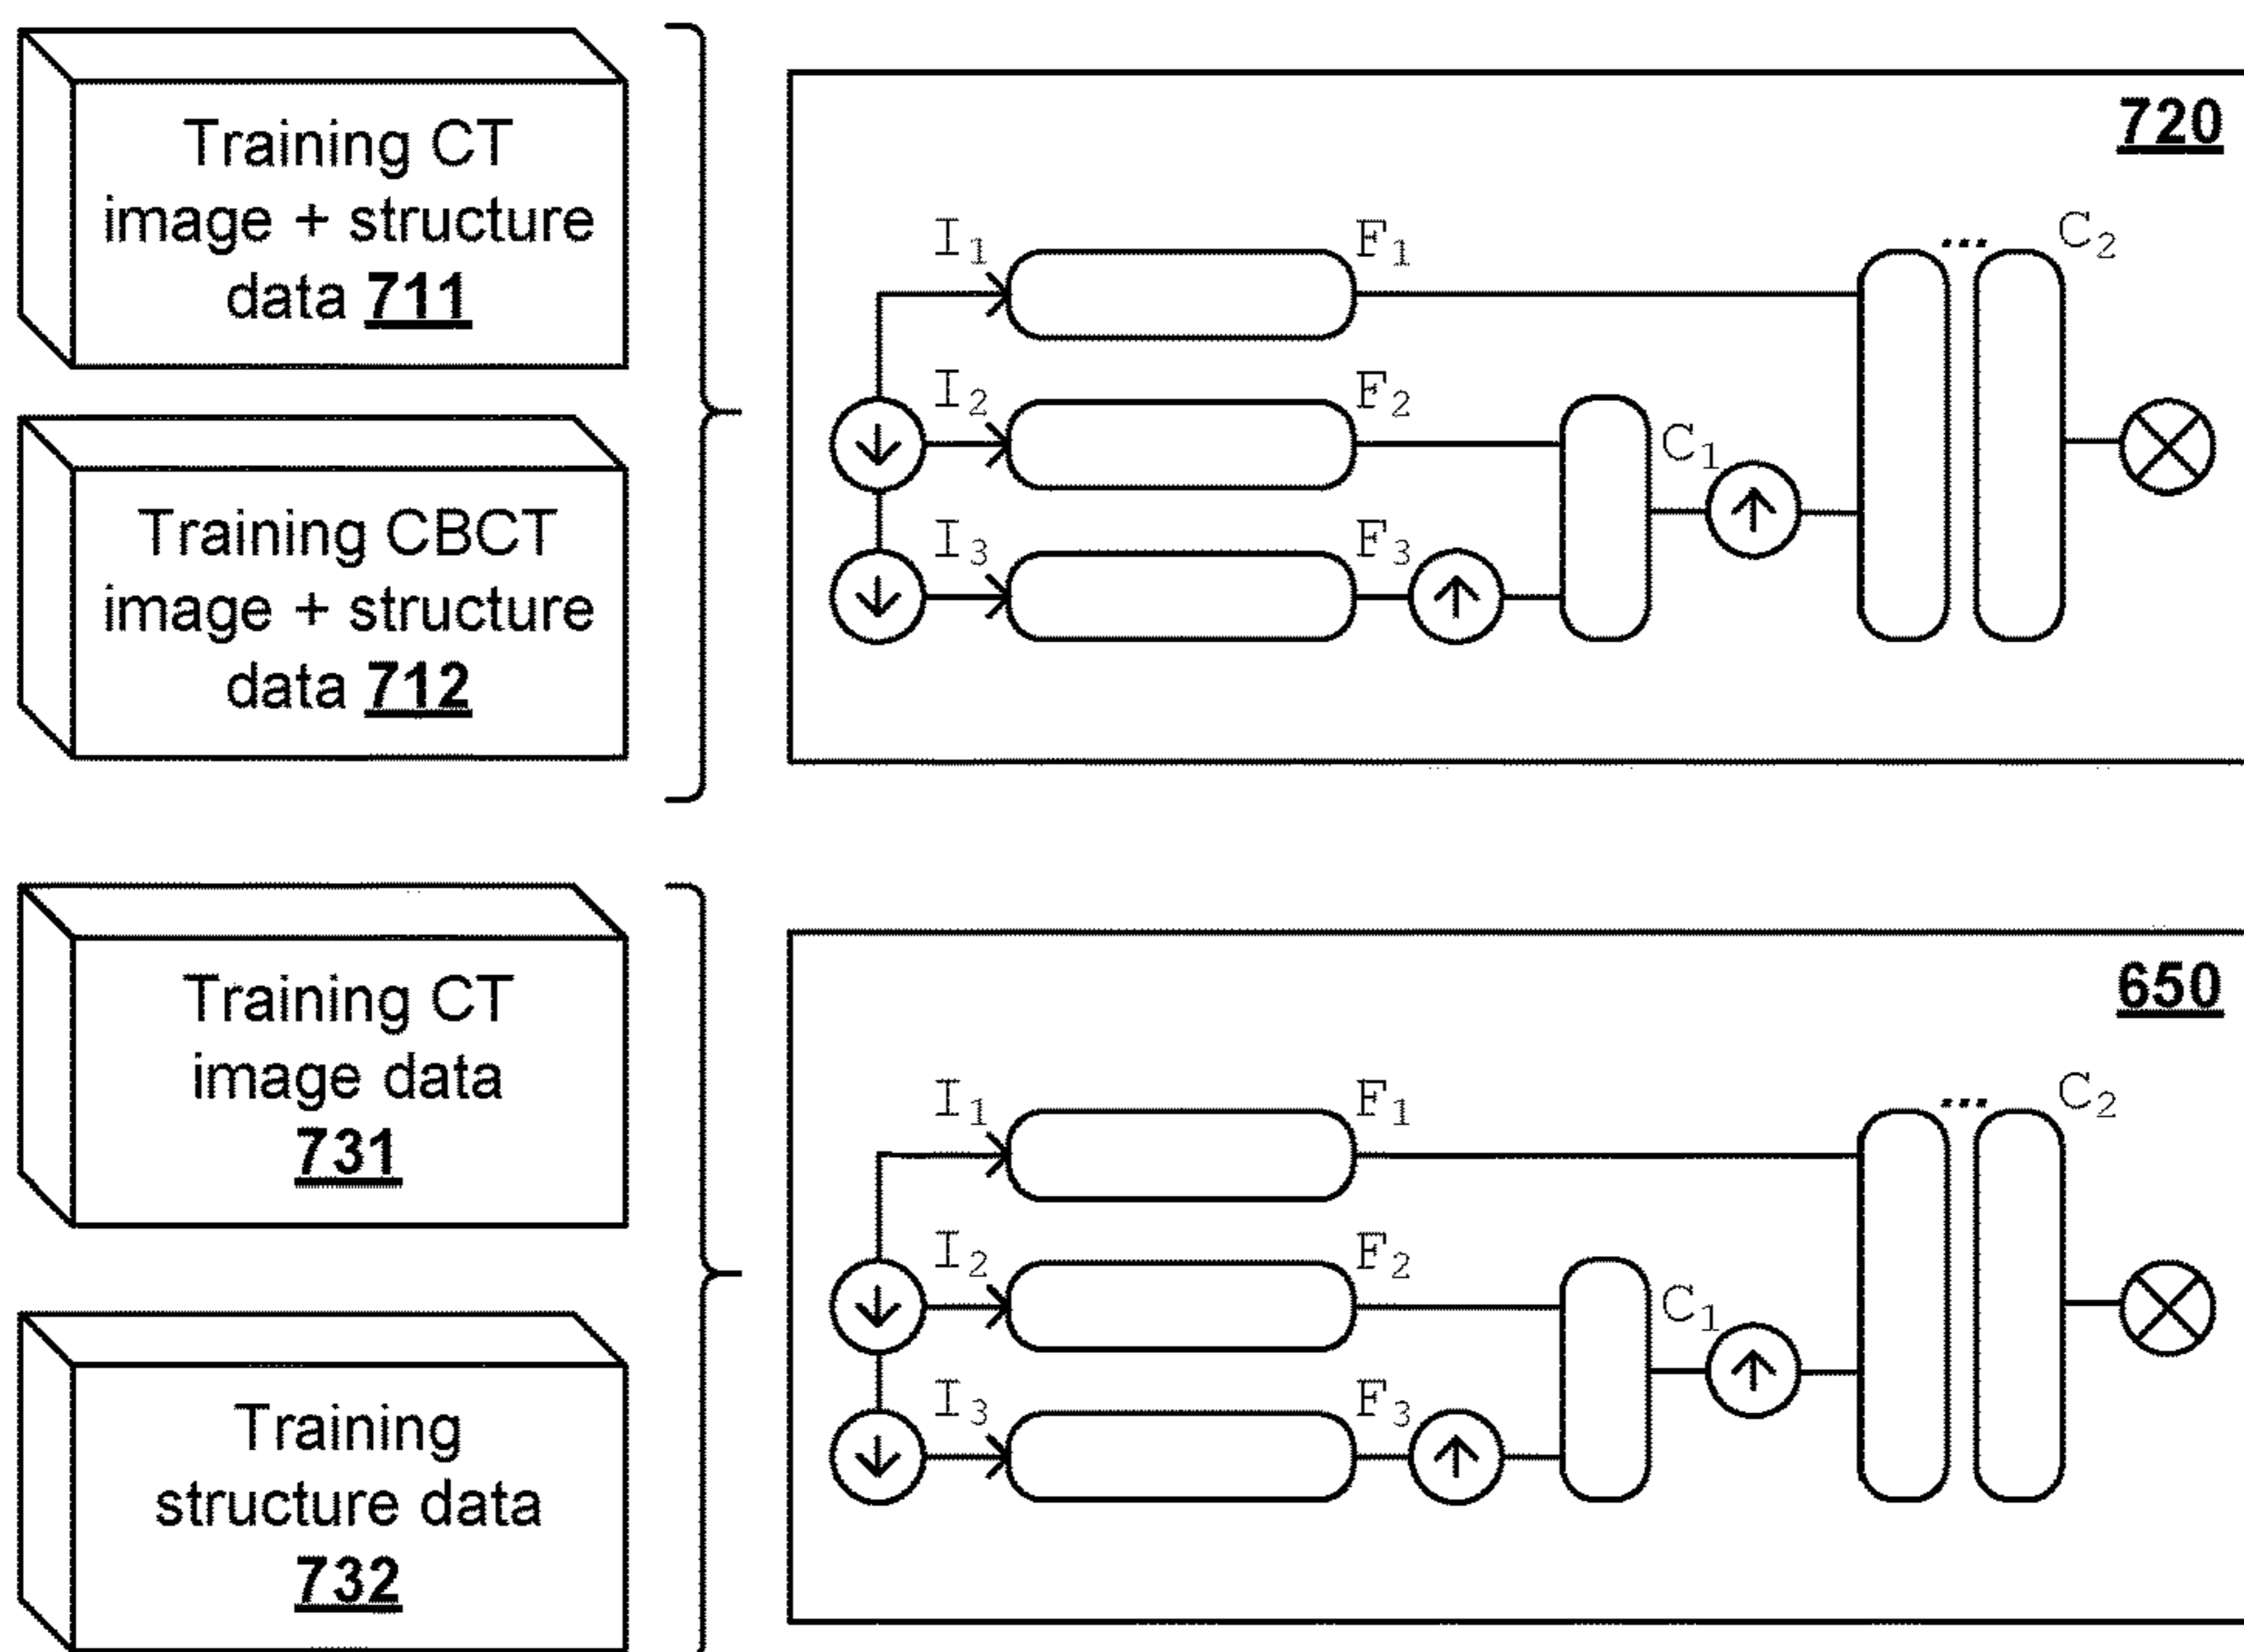 Training CT
image + structure
data 711
Training CBCT
image + structure
data 712
720
I₁ F₁ ... C₂
I₂ F₂ C₁
I₃ F₃
Training CT
image data
731
Training
structure data
732
650
I₁ F₁ ... C₂
I₂ F₂ C₁
I₃ F₃